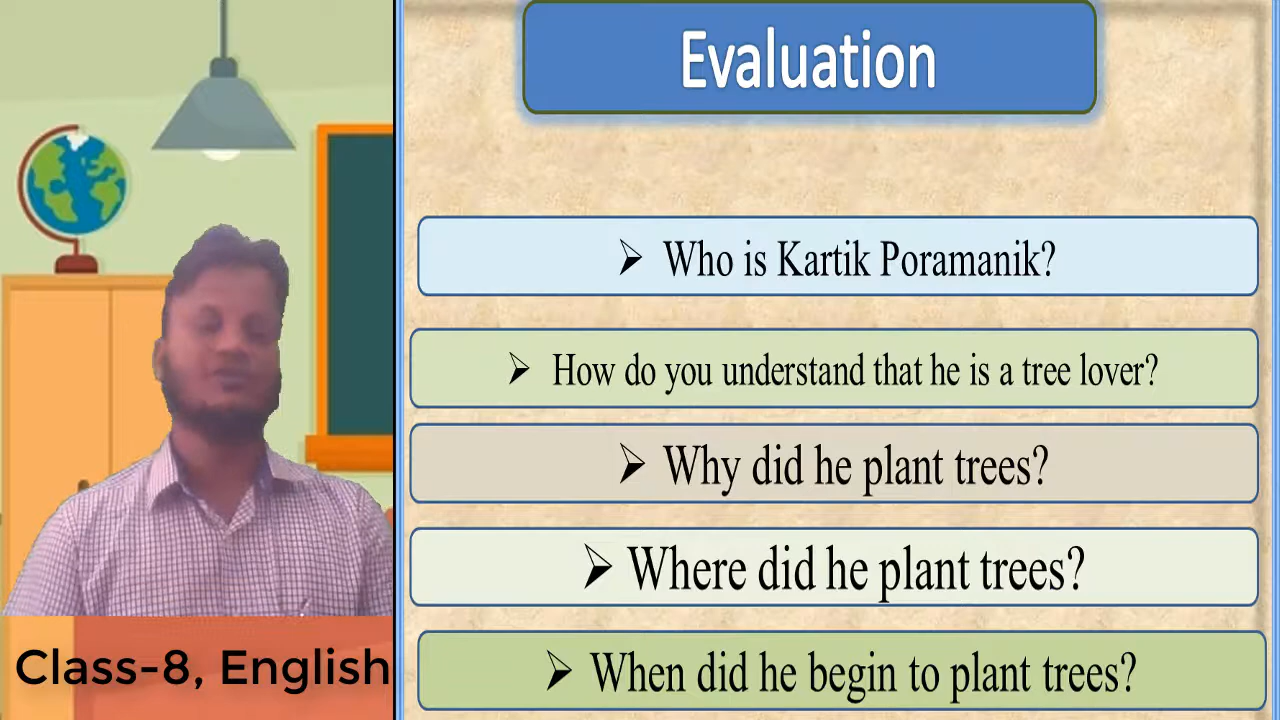 Evaluation
➢ Who is Kartik Poramanik?
➢ How do you understand that he is a tree lover?
➢ Why did he plant trees?
➢ Where did he plant trees?
➢ When did he begin to plant trees?
Class-8, English